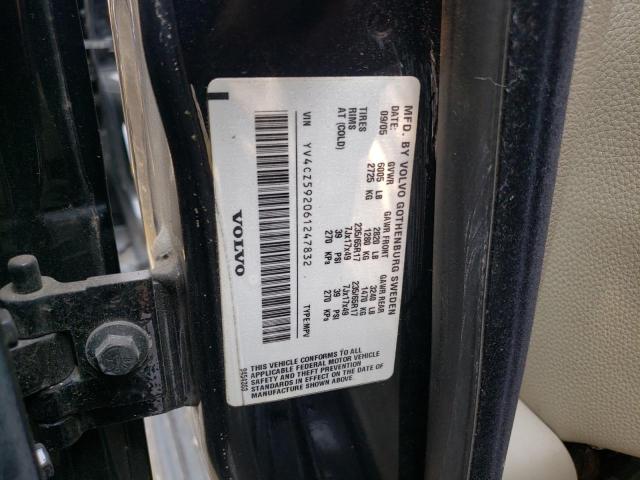 MFD. BY VOLVO GOTHENBURG SWEDEN
DATE: GVWR GAWR FRONT GAWR REAR
09/05 6005 LB 2820 LB 3240 LB
2725 KG 1280 KG 1470 KG
TIRES 235/65R17 235/65R17
RIMS 7Jx17x49 7Jx17x49
AT (COLD) 39 PSI 39 PSI
270 KPa 270 KPa
VIN YV4CZ592061247832 TYPE:MPV
VOLVO
THIS VEHICLE CONFORMS TO ALL
APPLICABLE FEDERAL MOTOR VEHICLE
SAFETY AND THEFT PREVENTION
STANDARDS IN EFFECT ON THE DATE OF
MANUFACTURE SHOWN ABOVE.